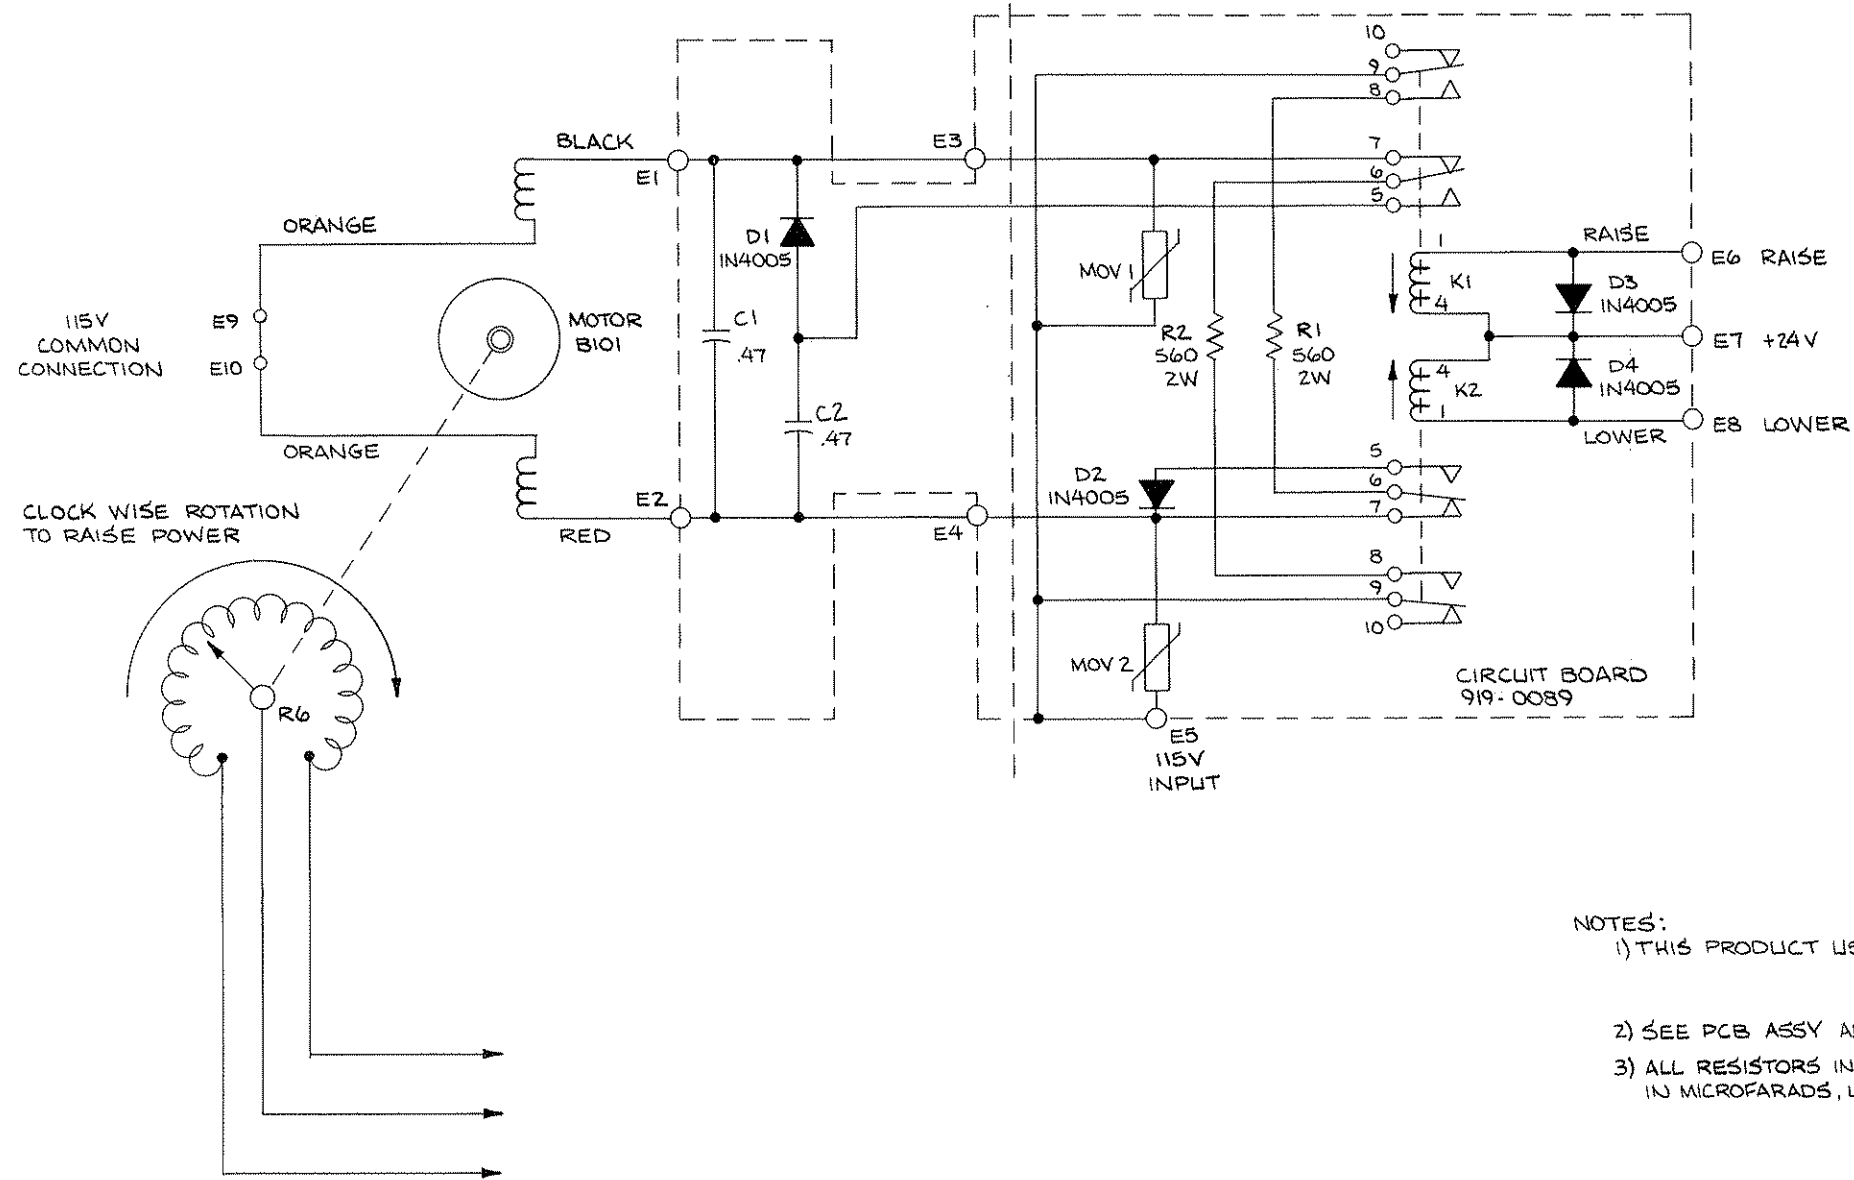 10
9
8
BLACK
E1
E3
7
6
5
ORANGE
D1
1N4005
MOV 1
1
K1
4
RAISE
E6 RAISE
D3
1N4005
115V
COMMON
CONNECTION
E9
E10
MOTOR
B101
C1
.47
R2
560
2W
R1
560
2W
E7 +24V
4
K2
1
D4
1N4005
C2
.47
LOWER
E8 LOWER
ORANGE
D2
1N4005
5
6
7
E2
RED
E4
CLOCK WISE ROTATION
TO RAISE POWER
8
9
10
MOV 2
R6
CIRCUIT BOARD
919-0089
E5
115V
INPUT
NOTES:
1) THIS PRODUCT US
2) SEE PCB ASSY A
3) ALL RESISTORS IN
IN MICROFARADS,